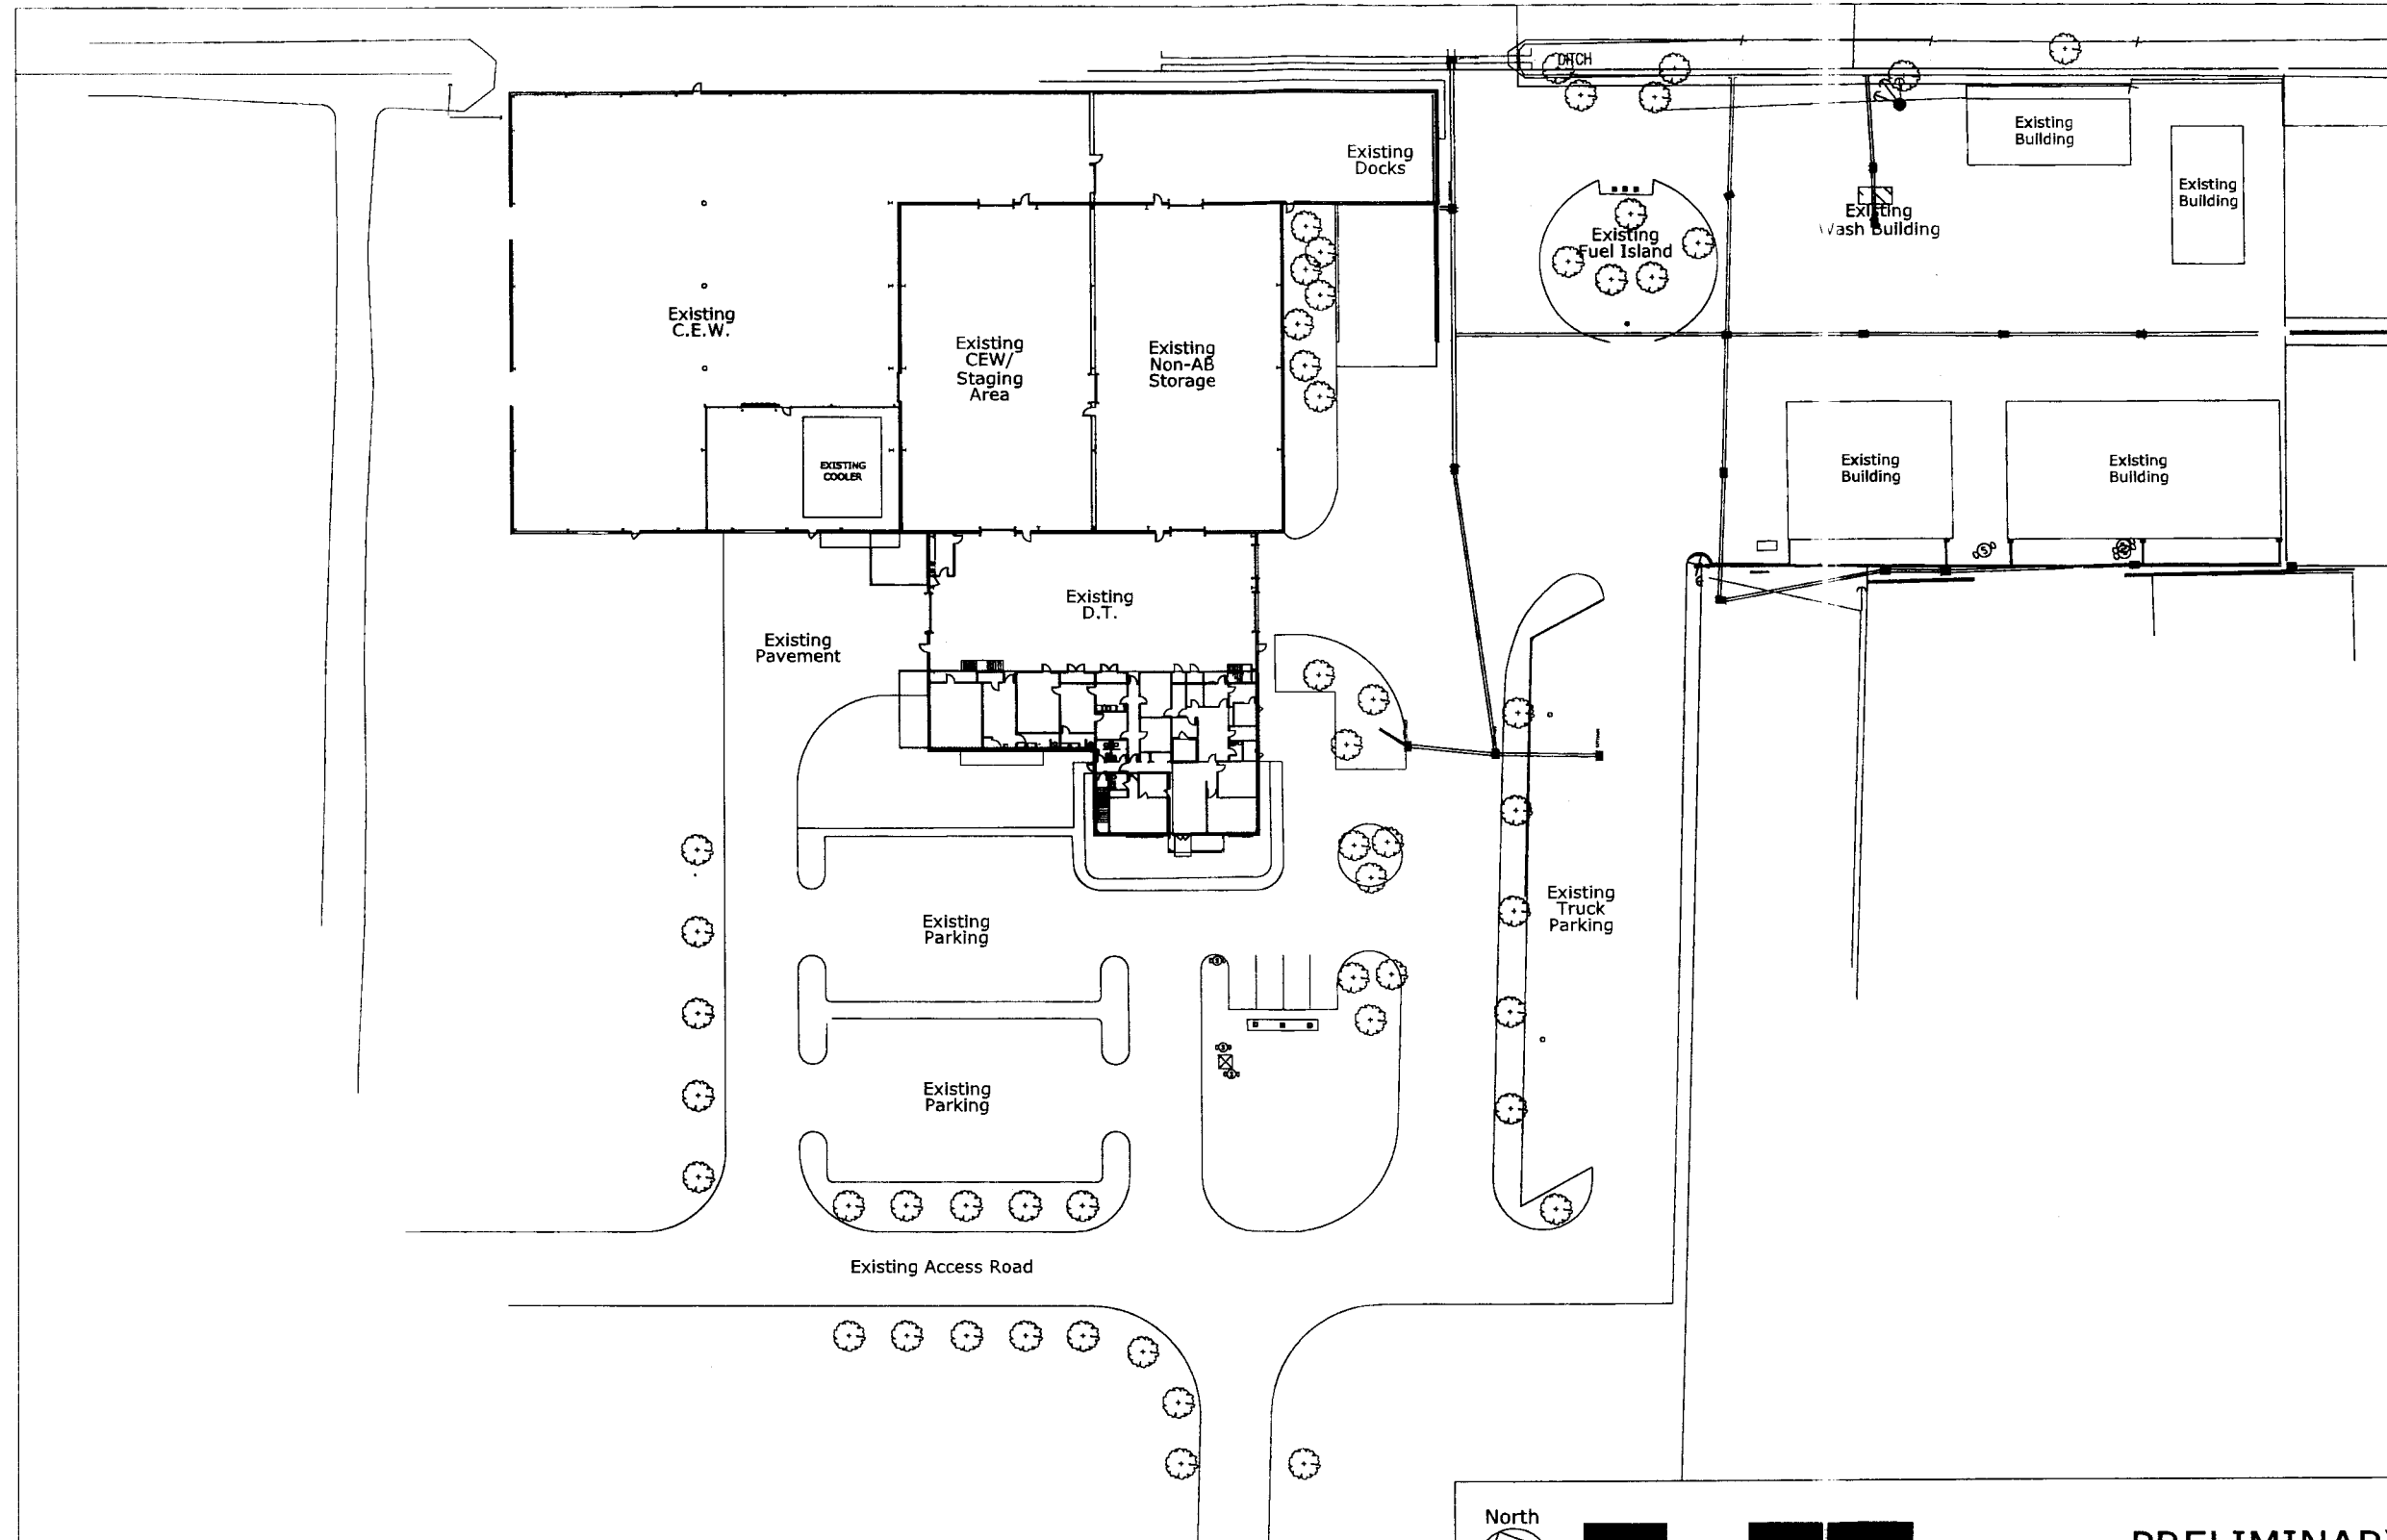 DITCH
Existing
Building
Existing
Docks
Existing
Building
Existing
Wash Building
Existing
Fuel Island
Existing
C.E.W.
Existing
CEW/
Staging
Area
Existing
Non-AB
Storage
EXISTING
COOLER
Existing
Building
Existing
Building
Existing
D.T.
Existing
Pavement
Existing
Truck
Parking
Existing
Parking
Existing
Parking
Existing Access Road
North